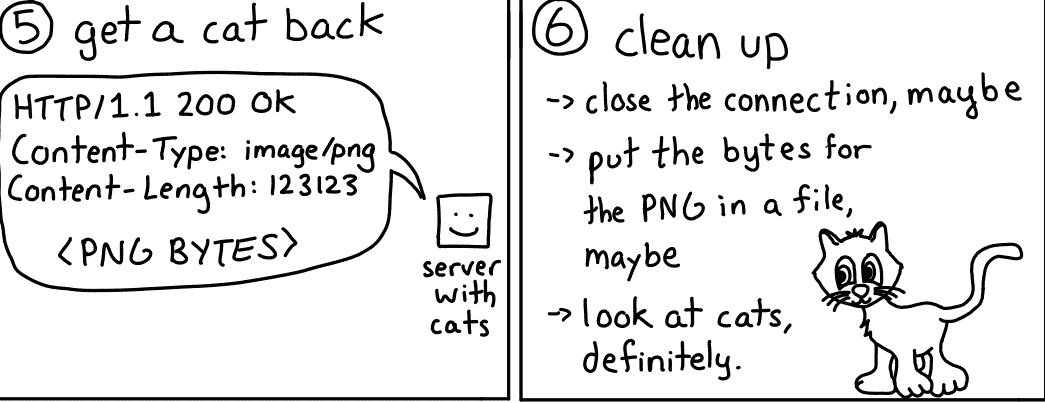 ⑤ get a cat back
HTTP/1.1 200 OK
Content-Type: image/png
Content-Length: 123123
<PNG BYTES>
server
with
cats
⑥ clean up
-> close the connection, maybe
-> put the bytes for
the PNG in a file,
maybe
-> look at cats,
definitely.